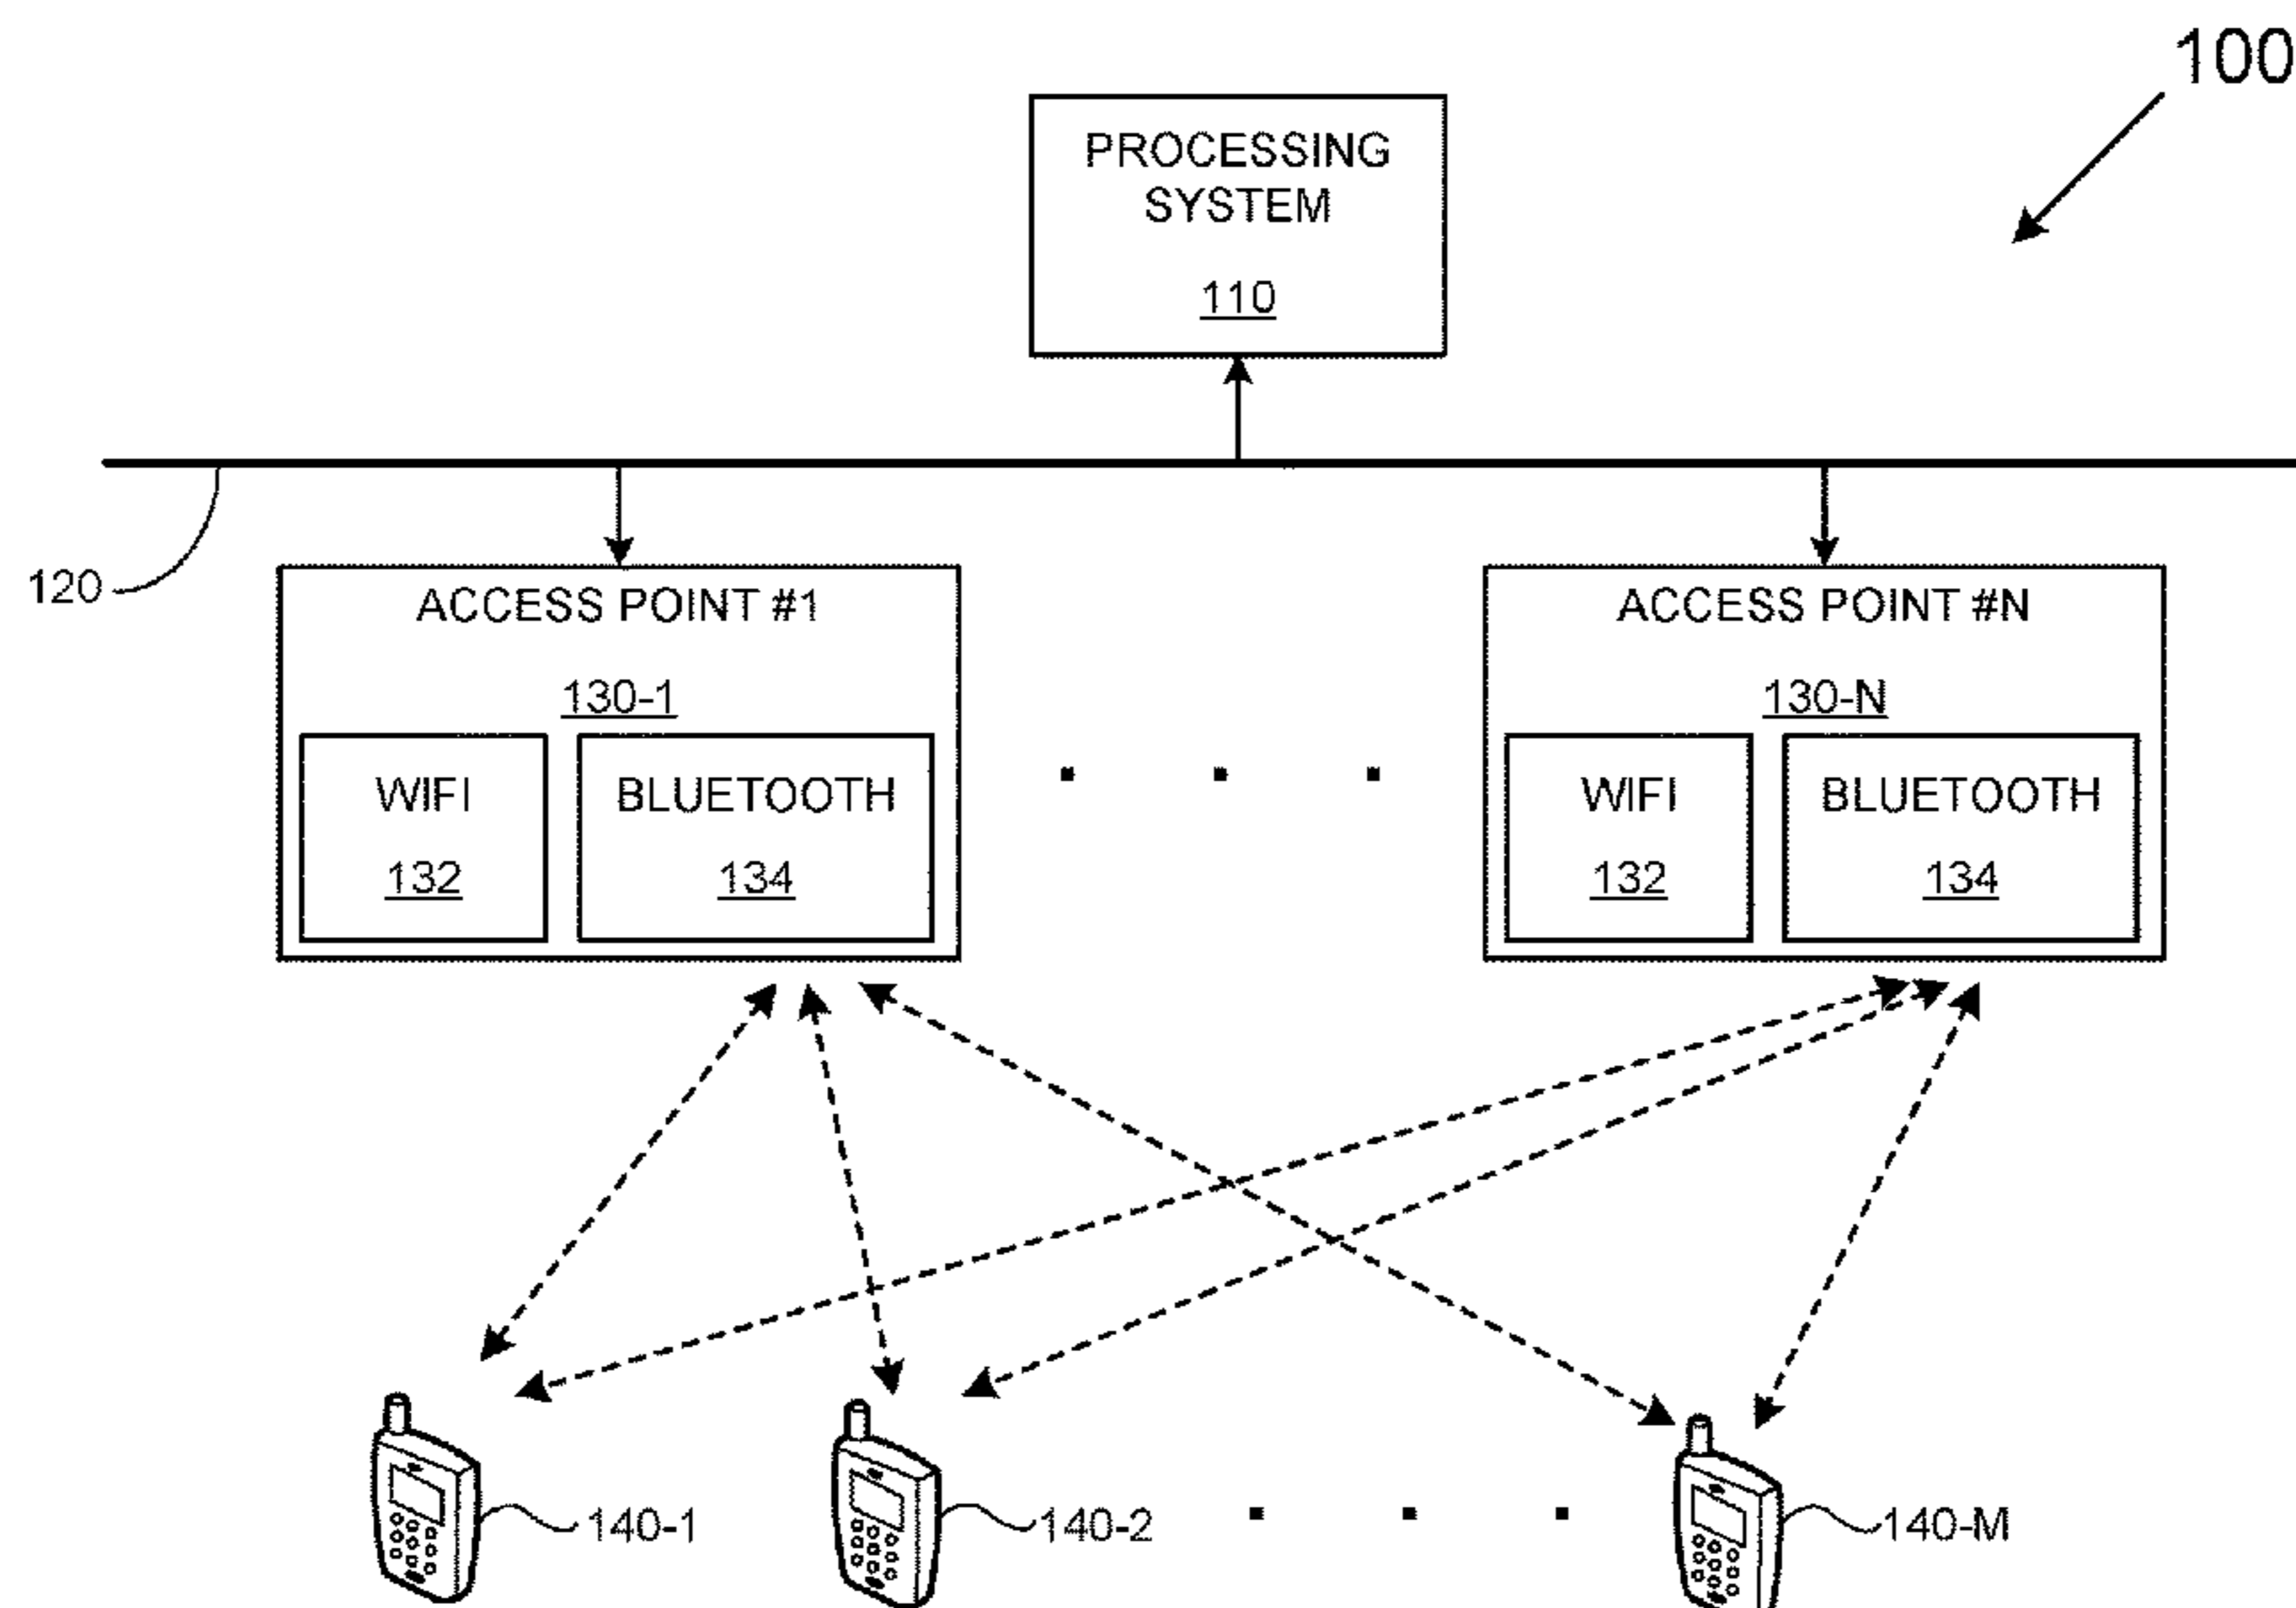 100
PROCESSING
SYSTEM
110
120
ACCESS POINT #1
130-1
WIFI
132
BLUETOOTH
134
ACCESS POINT #N
130-N
WIFI
132
BLUETOOTH
134
140-1
140-2
140-M